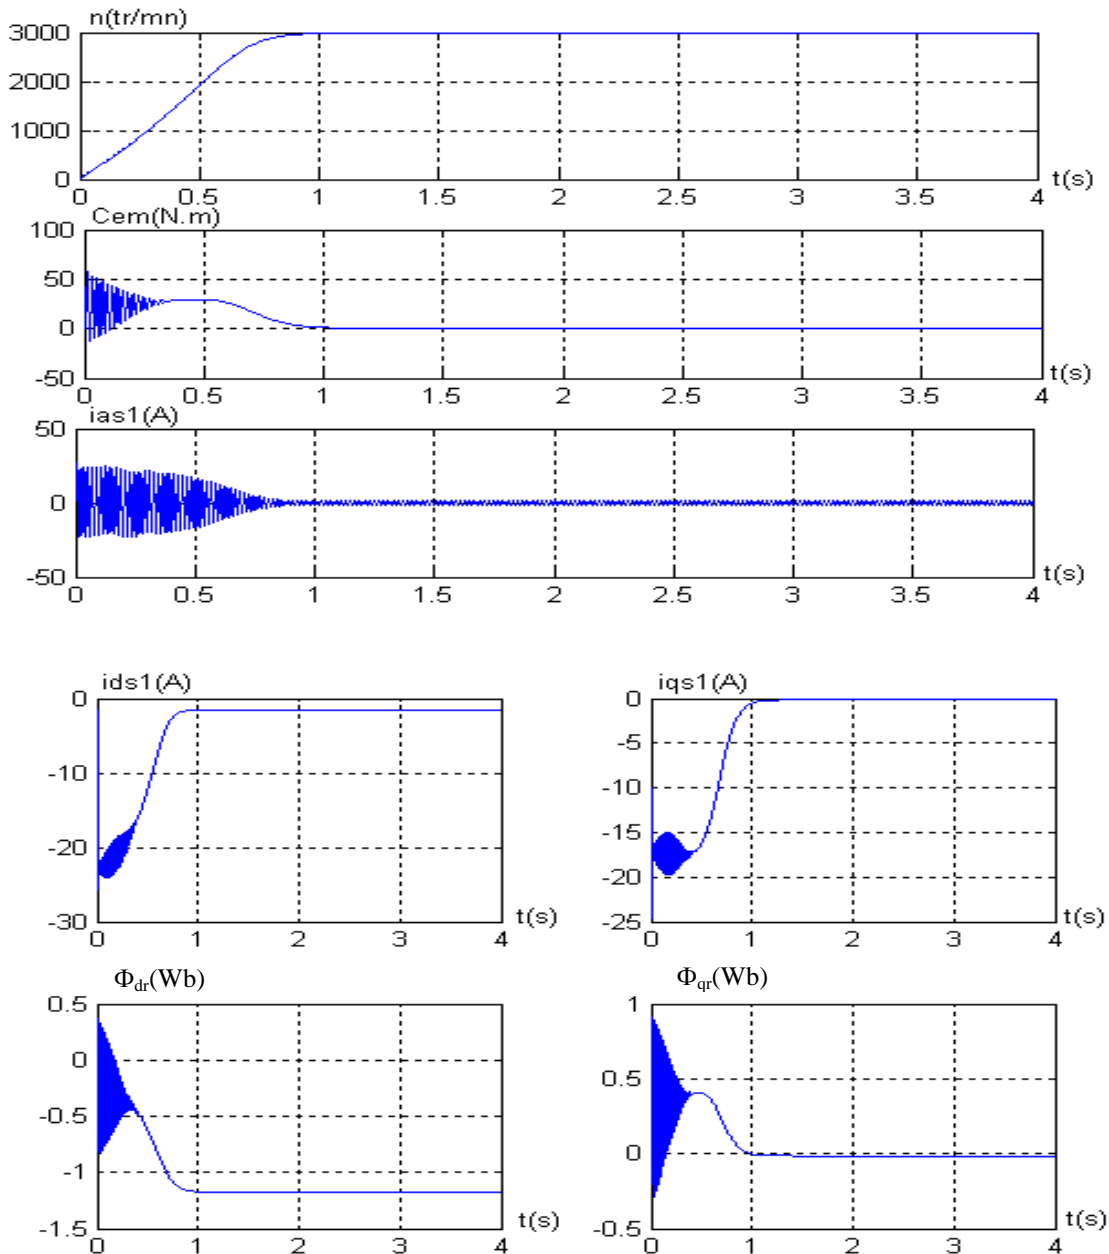 n(tr/mn)
3000
2000
1000
0
0 0.5 1 1.5 2 2.5 3 3.5 4
t(s)
Cem(N.m)
100
50
0
-50
0 0.5 1 1.5 2 2.5 3 3.5 4
t(s)
ias1(A)
50
0
-50
0 0.5 1 1.5 2 2.5 3 3.5 4
t(s)
ids1(A)
0
-10
-20
-30
0 1 2 3 4
t(s)
iqs1(A)
0
-5
-10
-15
-20
-25
0 1 2 3 4
t(s)
Φdr(Wb)
0.5
0
-0.5
-1
-1.5
0 1 2 3 4
t(s)
Φqr(Wb)
1
0.5
0
-0.5
0 1 2 3 4
t(s)